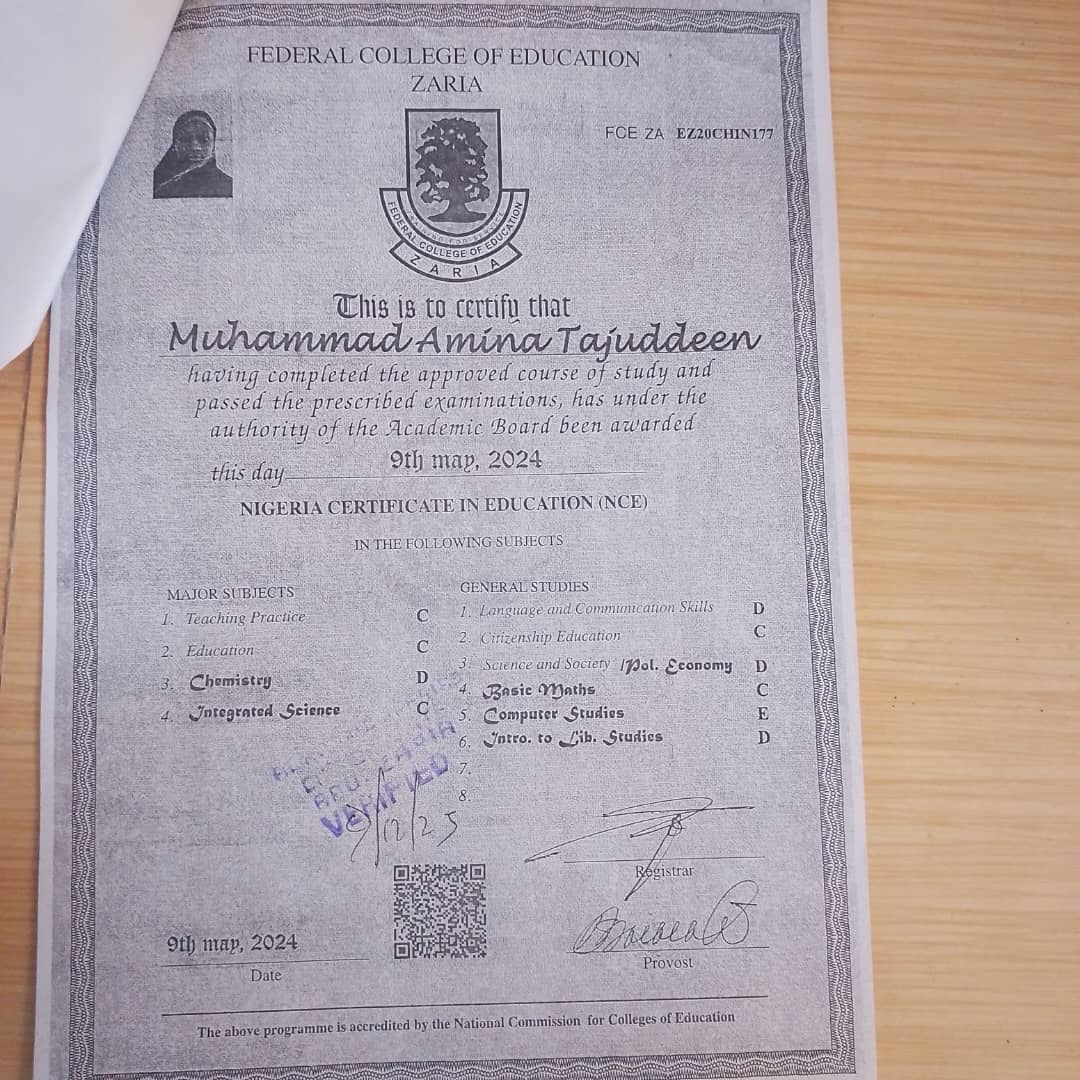 FEDERAL COLLEGE OF EDUCATION
ZARIA
FCE ZA EZ20CHIN177
FEDERAL COLLEGE OF EDUCATION
ZARIA
This is to certify that
Muhammad Amina Tajuddeen
having completed the approved course of study and
passed the prescribed examinations, has under the
authority of the Academic Board been awarded
this day 9th may, 2024
NIGERIA CERTIFICATE IN EDUCATION (NCE)
IN THE FOLLOWING SUBJECTS
MAJOR SUBJECTS
1. Teaching Practice C
2. Education C
3. Chemistry D
4. Integrated Science C
GENERAL STUDIES
1. Language and Communication Skills D
2. Citizenship Education C
3. Science and Society /Pol. Economy D
4. Basic Maths C
5. Computer Studies E
6. Intro. to Lib. Studies D
7.
8.
VERIFIED
9/12/25
Registrar
Provost
9th may, 2024
Date
The above programme is accredited by the National Commission for Colleges of Education